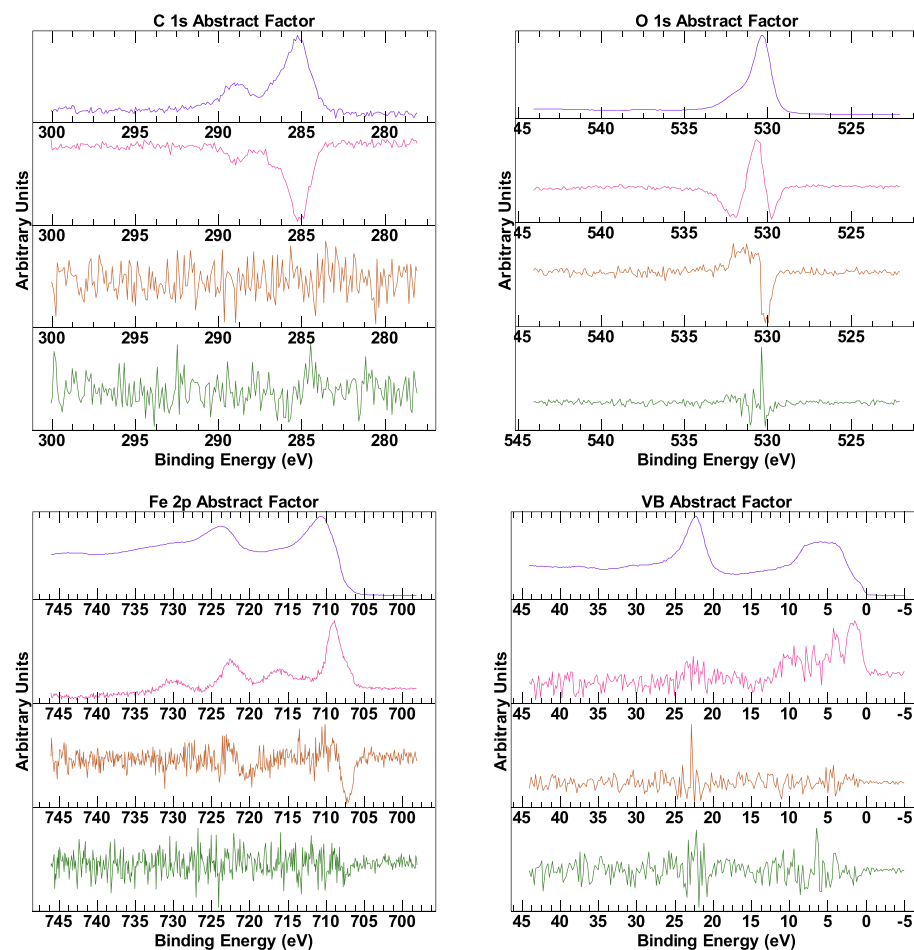 C 1s Abstract Factor
300 295 290 285 280
300 295 290 285 280
300 295 290 285 280
300 295 290 285 280
Arbitrary Units
Binding Energy (eV)
O 1s Abstract Factor
45 540 535 530 525
545 540 535 530 525
45 540 535 530 525
545 540 535 530 525
Arbitrary Units
Binding Energy (eV)
Fe 2p Abstract Factor
745 740 735 730 725 720 715 710 705 700
745 740 735 730 725 720 715 710 705 700
745 740 735 730 725 720 715 710 705 700
745 740 735 730 725 720 715 710 705 700
Arbitrary Units
Binding Energy (eV)
VB Abstract Factor
45 40 35 30 25 20 15 10 5 0 -5
45 40 35 30 25 20 15 10 5 0 -5
45 40 35 30 25 20 15 10 5 0 -5
45 40 35 30 25 20 15 10 5 0 -5
Arbitrary Units
Binding Energy (eV)